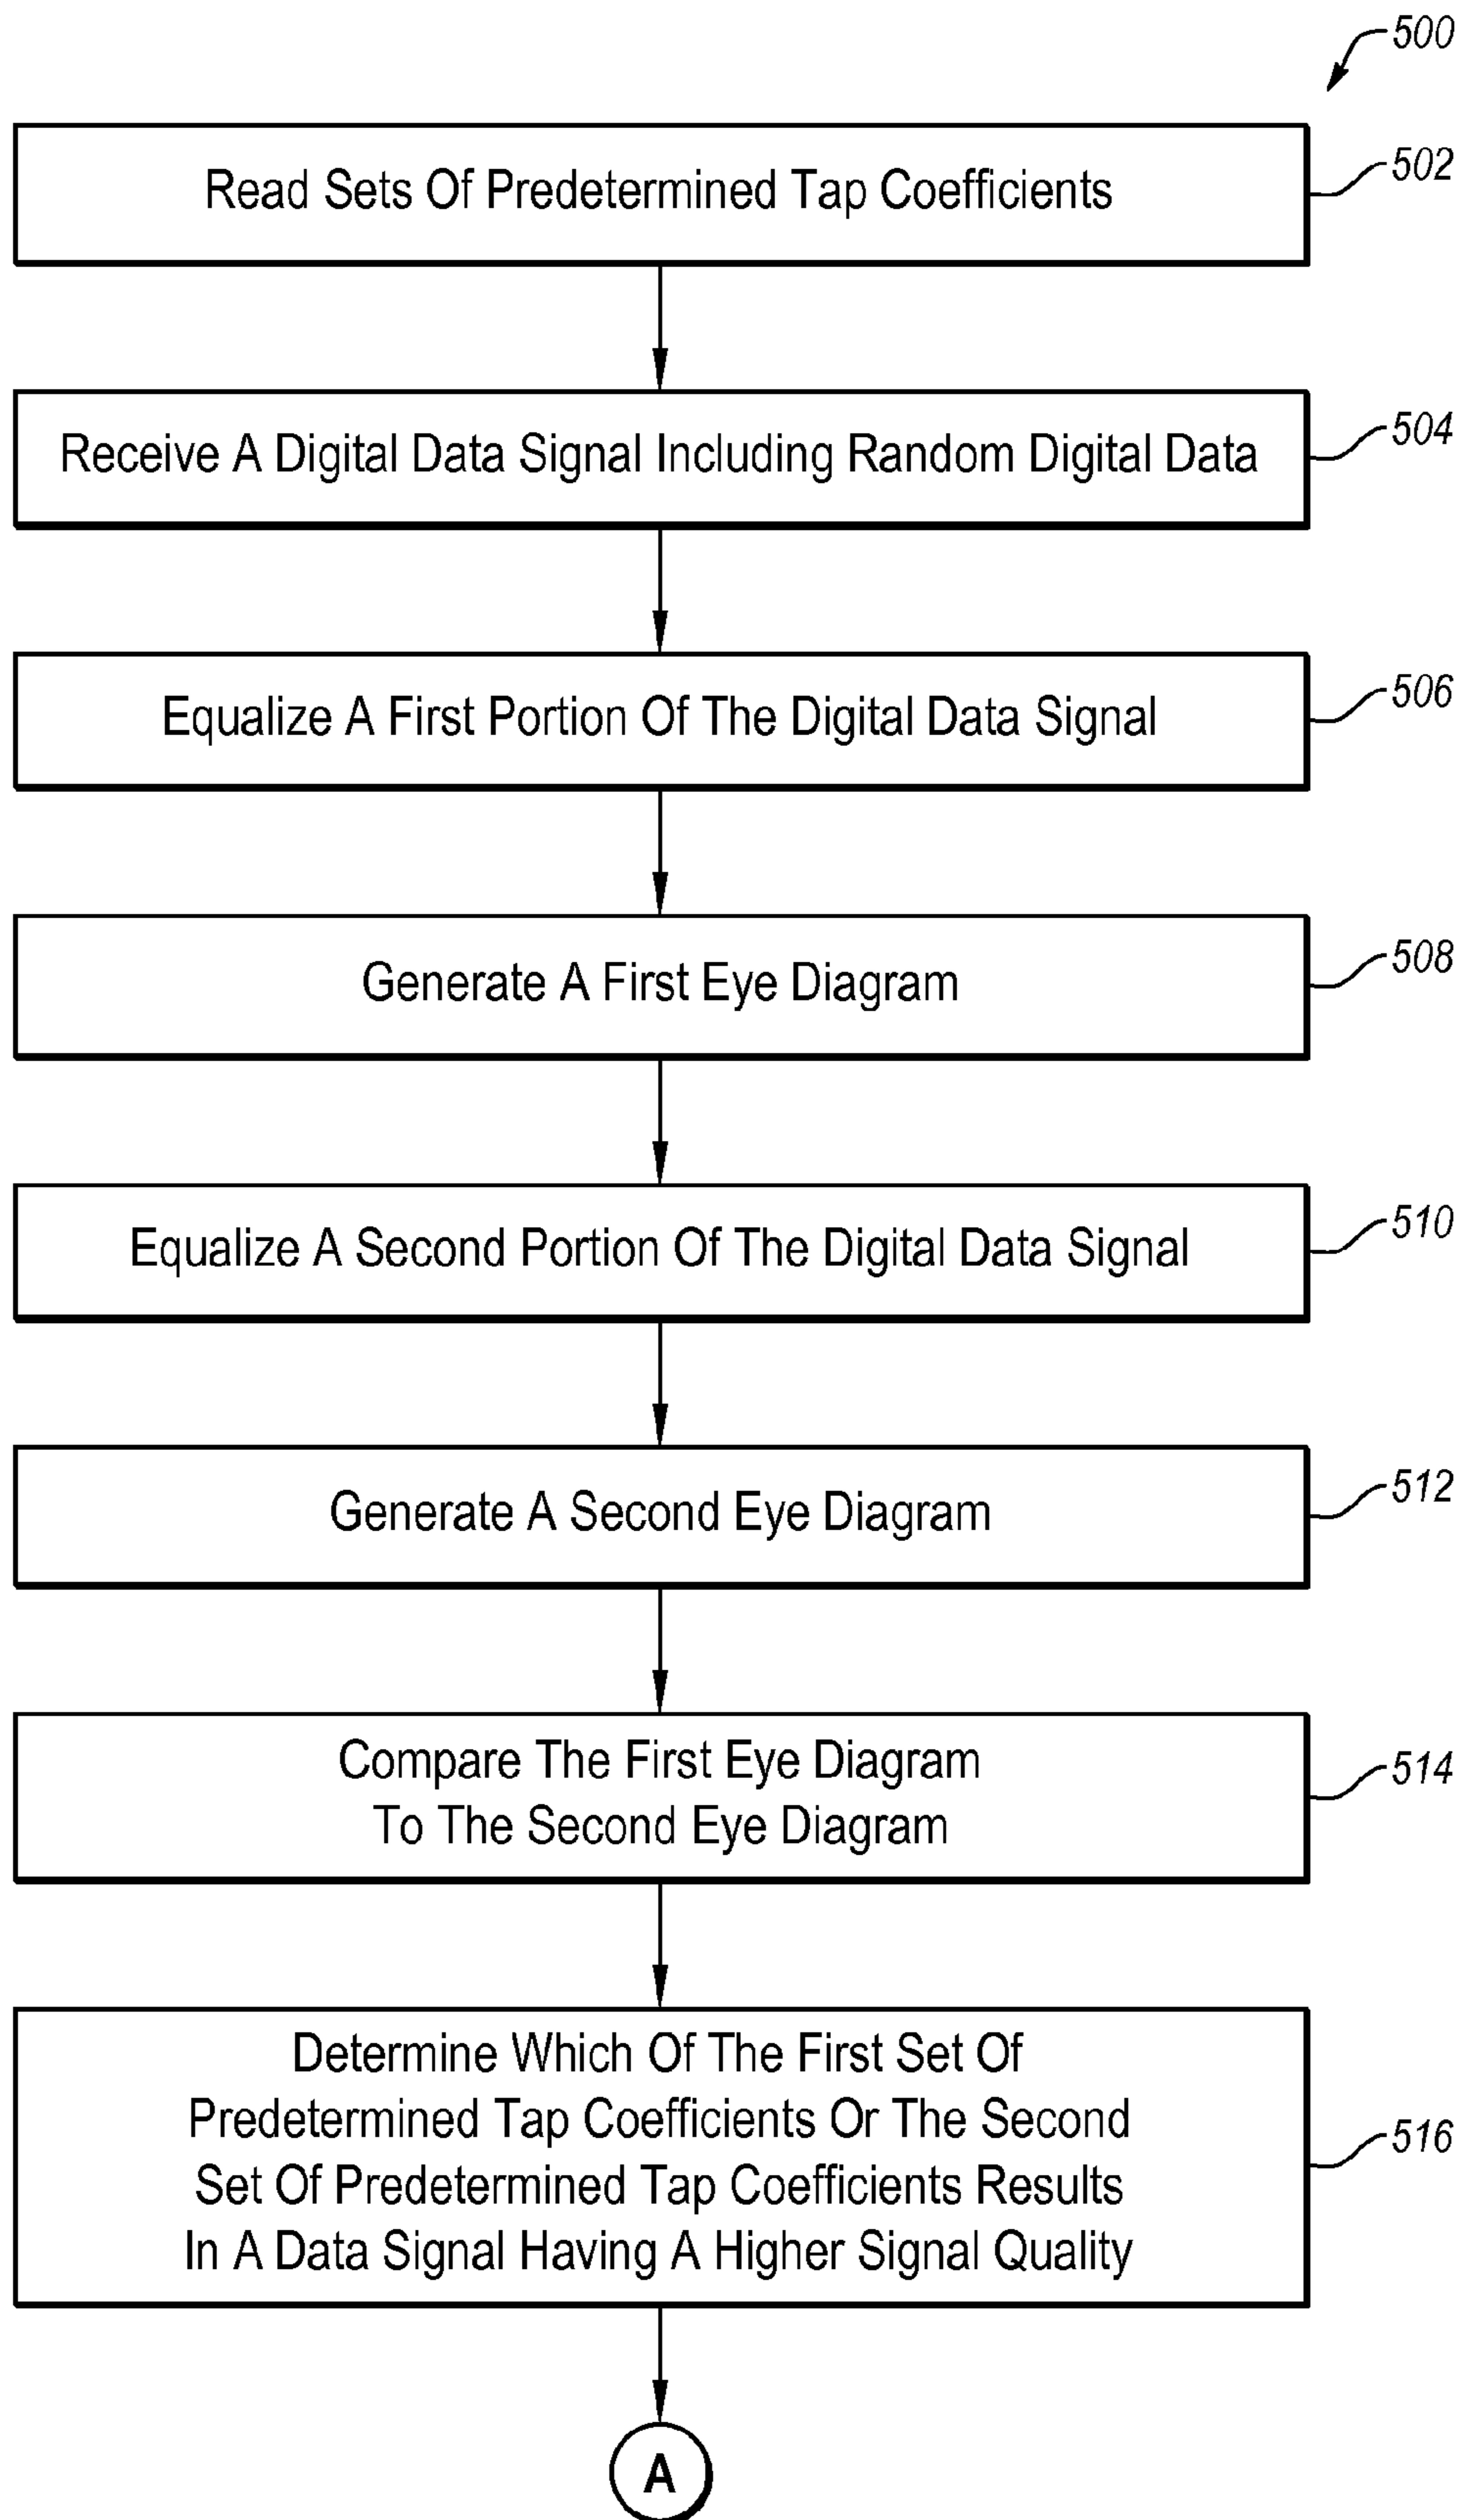 500
Read Sets Of Predetermined Tap Coefficients
502
Receive A Digital Data Signal Including Random Digital Data
504
Equalize A First Portion Of The Digital Data Signal
506
Generate A First Eye Diagram
508
Equalize A Second Portion Of The Digital Data Signal
510
Generate A Second Eye Diagram
512
Compare The First Eye Diagram
To The Second Eye Diagram
514
Determine Which Of The First Set Of
Predetermined Tap Coefficients Or The Second
Set Of Predetermined Tap Coefficients Results
In A Data Signal Having A Higher Signal Quality
516
A